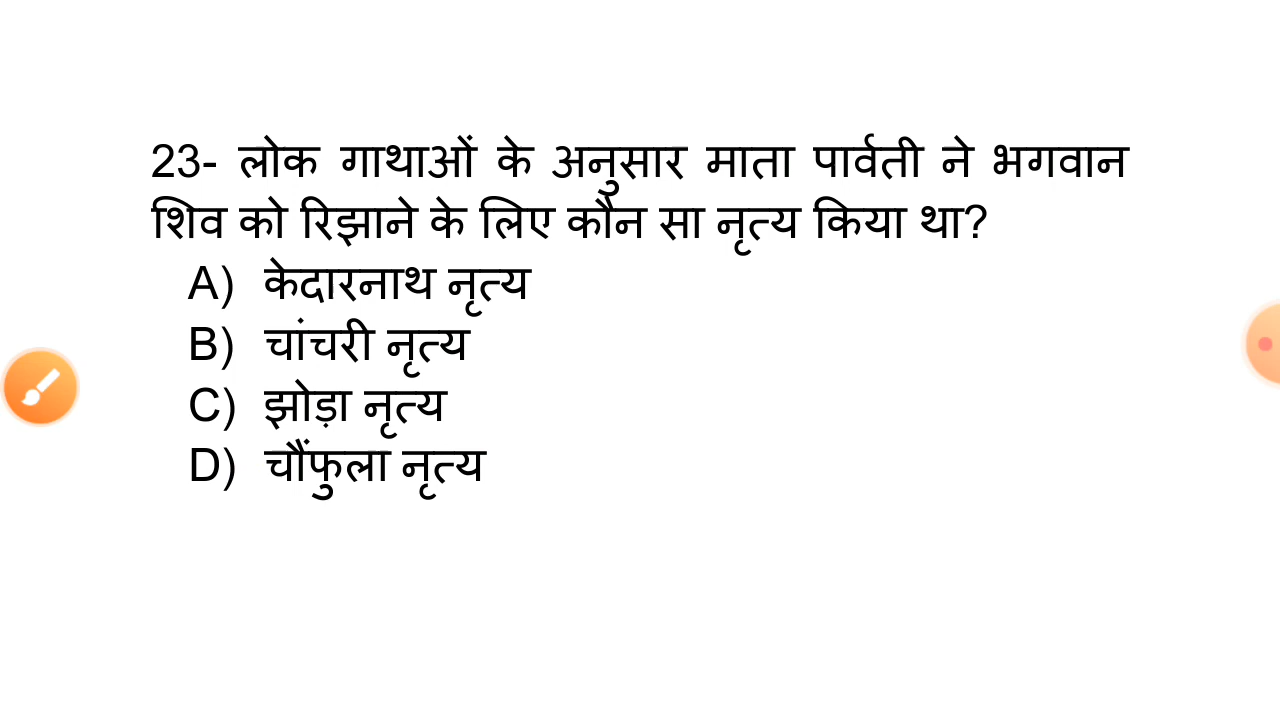 23- लोक गाथाओं के अनुसार माता पार्वती ने भगवान
शिव को रिझाने के लिए कौन सा नृत्य किया था?
A) केदारनाथ नृत्य
B) चांचरी नृत्य
C) झोड़ा नृत्य
D) चौंफुला नृत्य